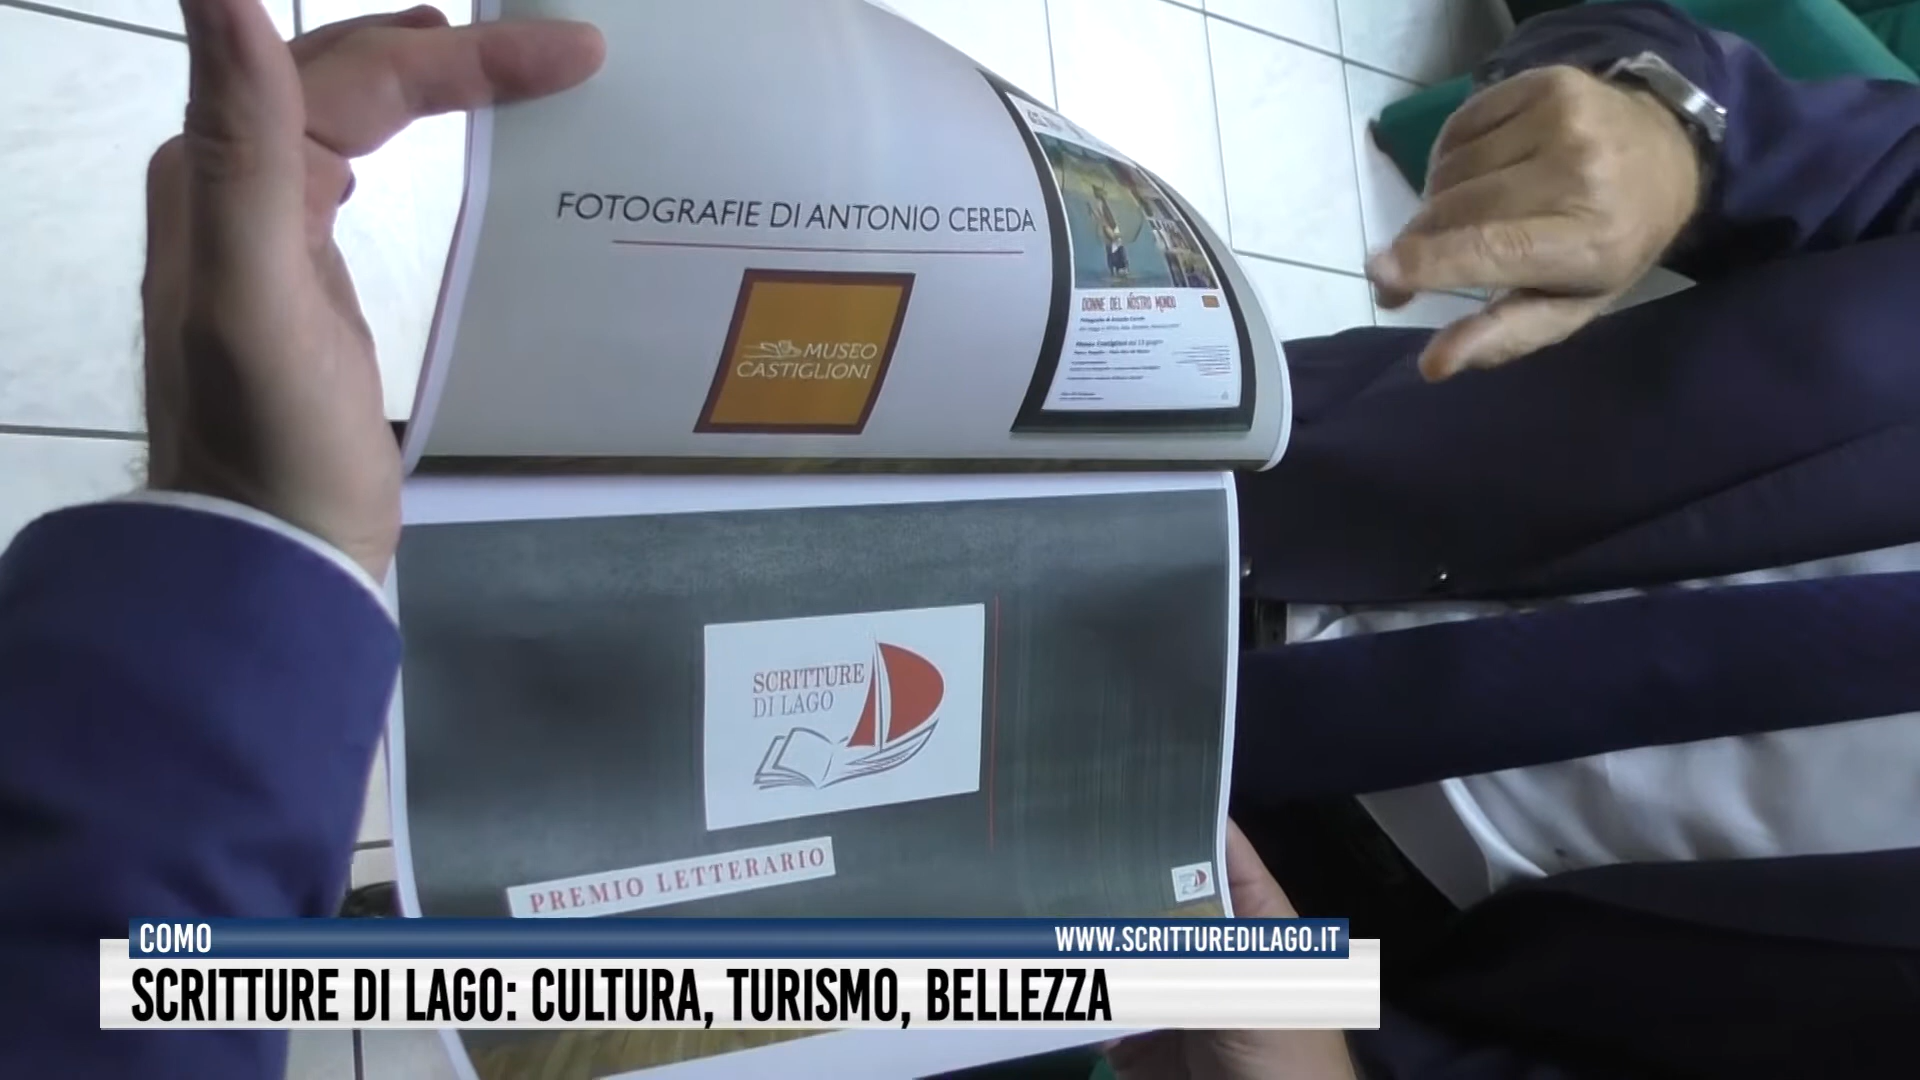 FOTOGRAFIE DI ANTONIO CEREDA
MUSEO
CASTIGLIONI
DONNE DEL NOSTRO MONDO
SCRITTURE
DI LAGO
PREMIO LETTERARIO
COMO
WWW.SCRITTUREDILAGO.IT
SCRITTURE DI LAGO: CULTURA, TURISMO, BELLEZZA